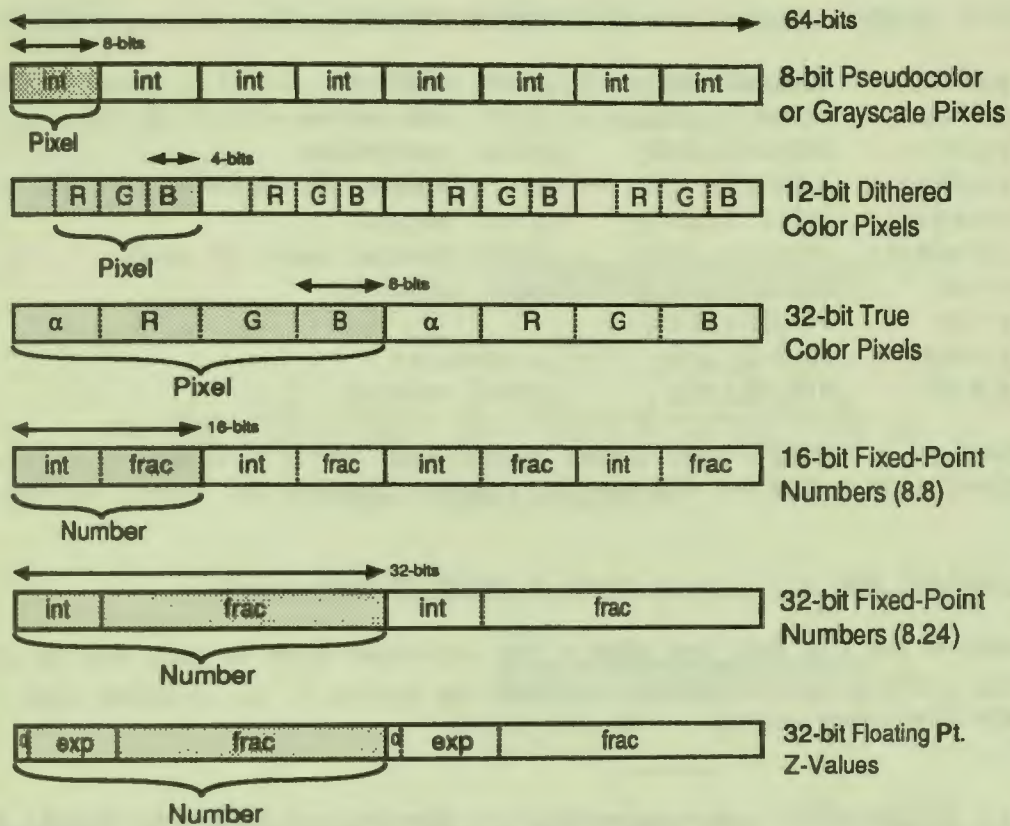 64-bits
8-bits
int int int int int int int int
8-bit Pseudocolor
or Grayscale Pixels
Pixel
4-bits
R G B R G B R G B R G B
12-bit Dithered
Color Pixels
Pixel
8-bits
α R G B α R G B
32-bit True
Color Pixels
Pixel
16-bits
int frac int frac int frac int frac
16-bit Fixed-Point
Numbers (8.8)
Number
32-bits
int frac int frac
32-bit Fixed-Point
Numbers (8.24)
Number
exp frac exp frac
32-bit Floating Pt.
Z-Values
Number